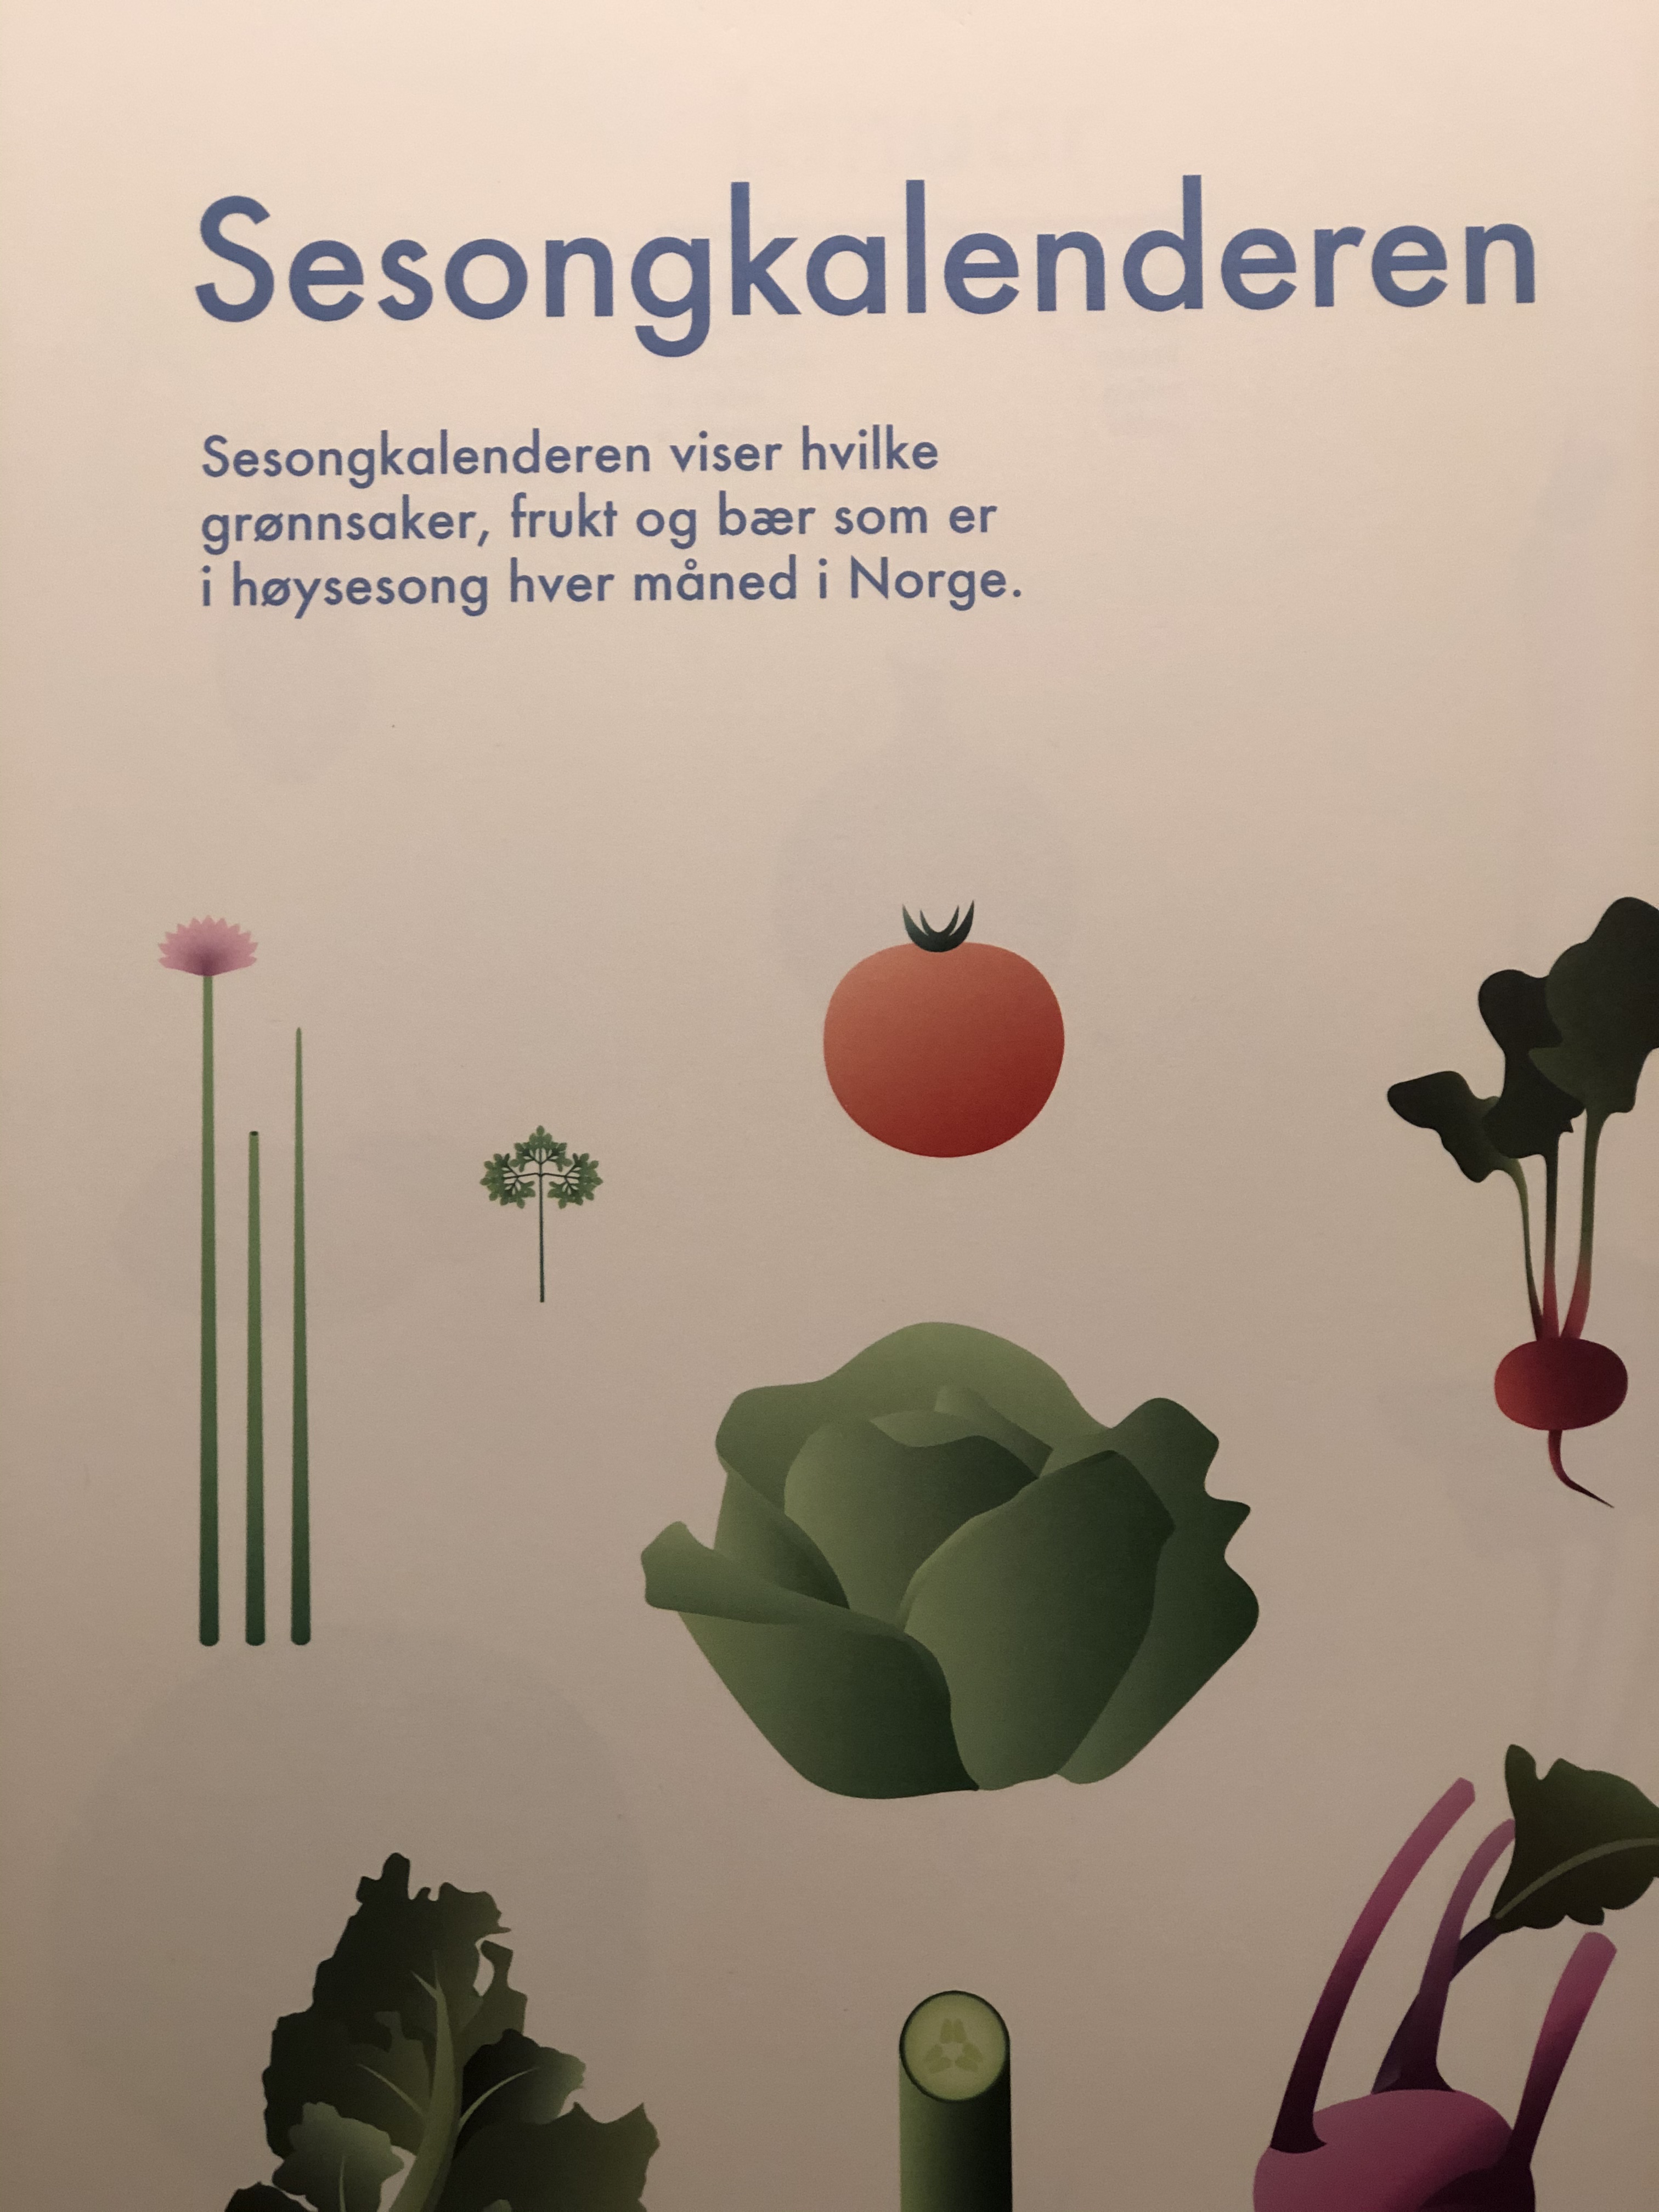 Sesongkalenderen
Sesongkalenderen viser hvilke
grønnsaker, frukt og bær som er
i høysesong hver måned i Norge.